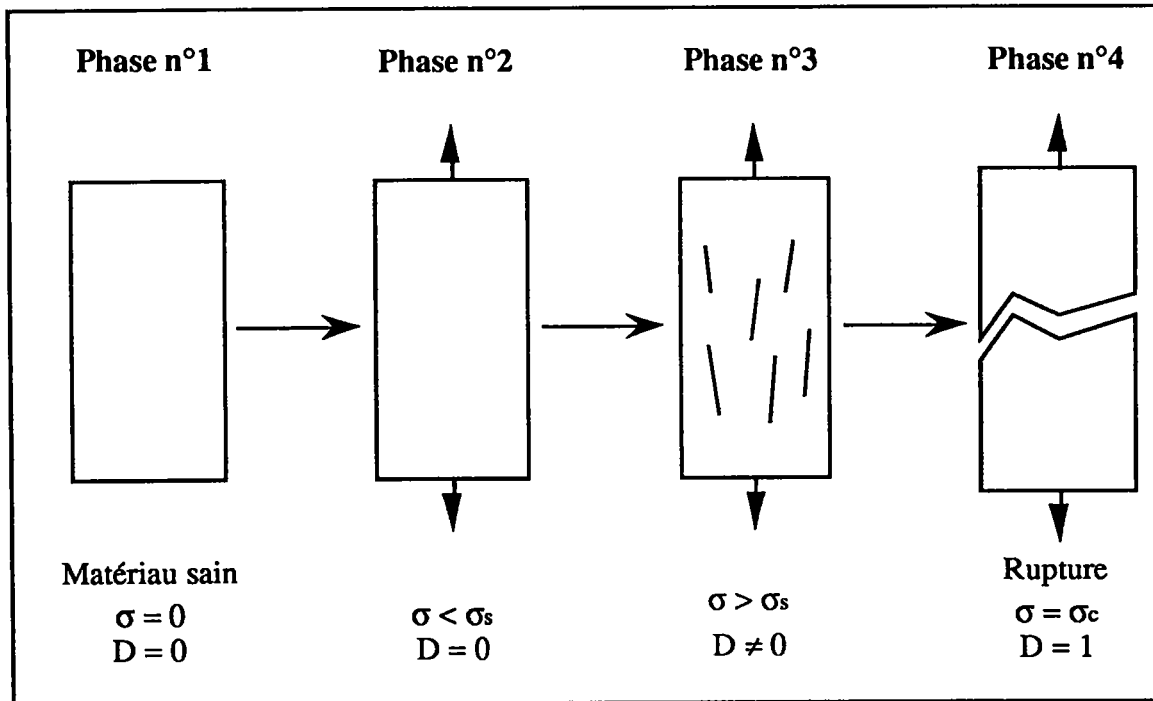 Phase n°1
Phase n°2
Phase n°3
Phase n°4
Matériau sain
σ = 0
D = 0
σ < σs
D = 0
σ > σs
D ≠ 0
Rupture
σ = σc
D = 1